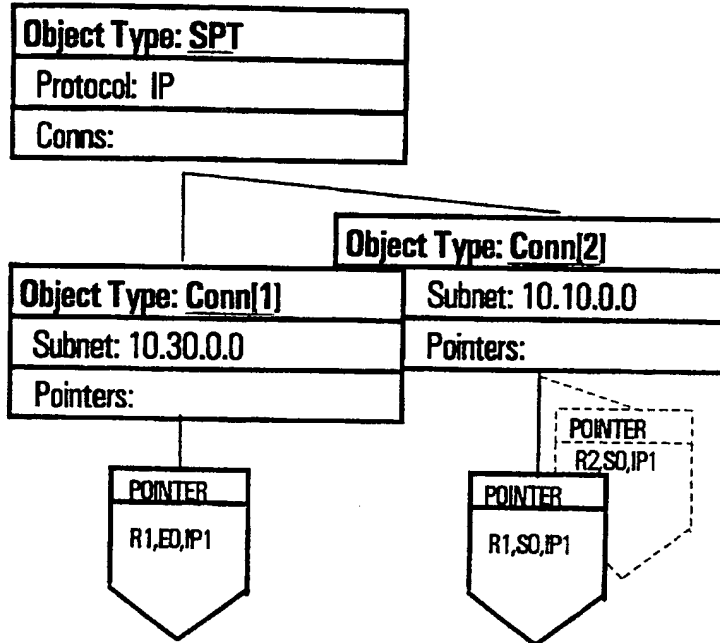 Object Type: SPT
Protocol: IP
Conns:
Object Type: Conn[2]
Subnet: 10.10.0.0
Pointers:
Object Type: Conn[1]
Subnet: 10.30.0.0
Pointers:
POINTER
R1,E0,IP1
POINTER
R1,S0,IP1
POINTER
R2,S0,IP1